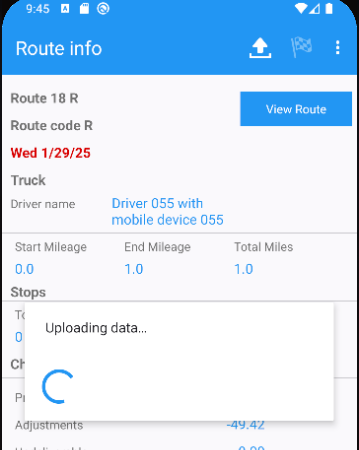 9:45
Route info
Route 18 R
View Route
Route code R
Wed 1/29/25
Truck
Driver name
Driver 055 with
mobile device 055
Start Mileage End Mileage Total Miles
0.0 1.0 1.0
Stops
To
0
Uploading data...
Ch
Pr
Adjustments -49.42